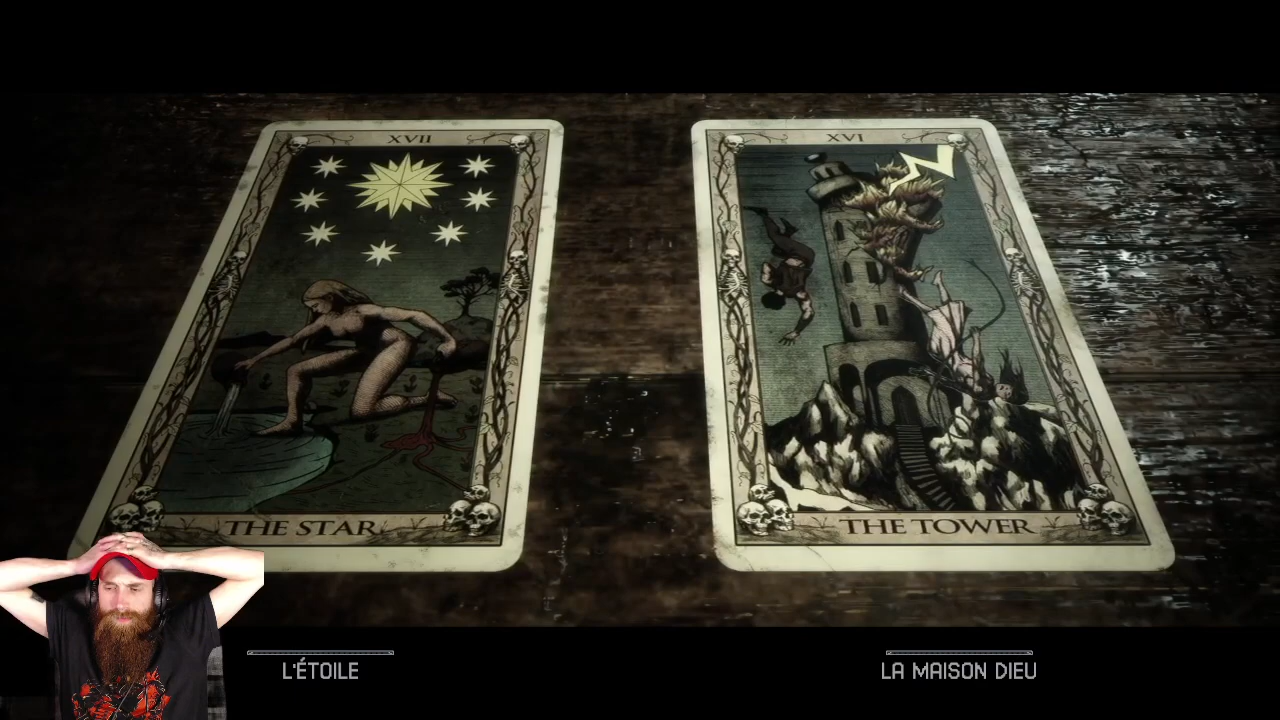 XVII
XVI
THE STAR
THE TOWER
L'ÉTOILE
LA MAISON DIEU